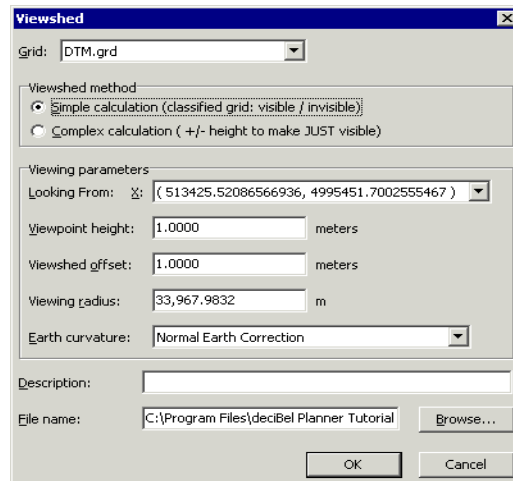 Viewshed
Grid: DTM.grd
Viewshed method
Simple calculation (classified grid: visible / invisible)
Complex calculation ( +/- height to make JUST visible)
Viewing parameters
Looking From: X: ( 513425.52086566936, 4995451.7002555467 )
Viewpoint height: 1.0000 meters
Viewshed offset: 1.0000 meters
Viewing radius: 33,967.9832 m
Earth curvature: Normal Earth Correction
Description:
File name: C:\Program Files\deciBel Planner Tutorial Browse...
OK Cancel